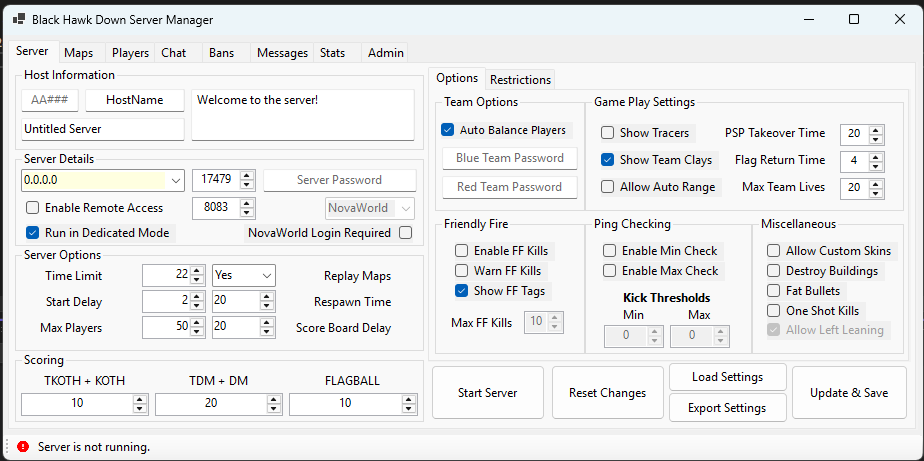 Black Hawk Down Server Manager
Server Maps Players Chat Bans Messages Stats Admin
Host Information
AA### HostName Welcome to the server!
Untitled Server
Server Details
0.0.0.0 17479 Server Password
Enable Remote Access 8083 NovaWorld
Run in Dedicated Mode NovaWorld Login Required
Server Options
Time Limit 22 Yes Replay Maps
Start Delay 2 20 Respawn Time
Max Players 50 20 Score Board Delay
Scoring
TKOTH + KOTH TDM + DM FLAGBALL
10 20 10
Options Restrictions
Team Options
Auto Balance Players
Blue Team Password
Red Team Password
Game Play Settings
Show Tracers PSP Takeover Time 20
Show Team Clays Flag Return Time 4
Allow Auto Range Max Team Lives 20
Friendly Fire
Enable FF Kills
Warn FF Kills
Show FF Tags
Max FF Kills 10
Ping Checking
Enable Min Check
Enable Max Check
Kick Thresholds
Min Max
0 0
Miscellaneous
Allow Custom Skins
Destroy Buildings
Fat Bullets
One Shot Kills
Allow Left Leaning
Start Server Reset Changes Load Settings Export Settings Update & Save
Server is not running.